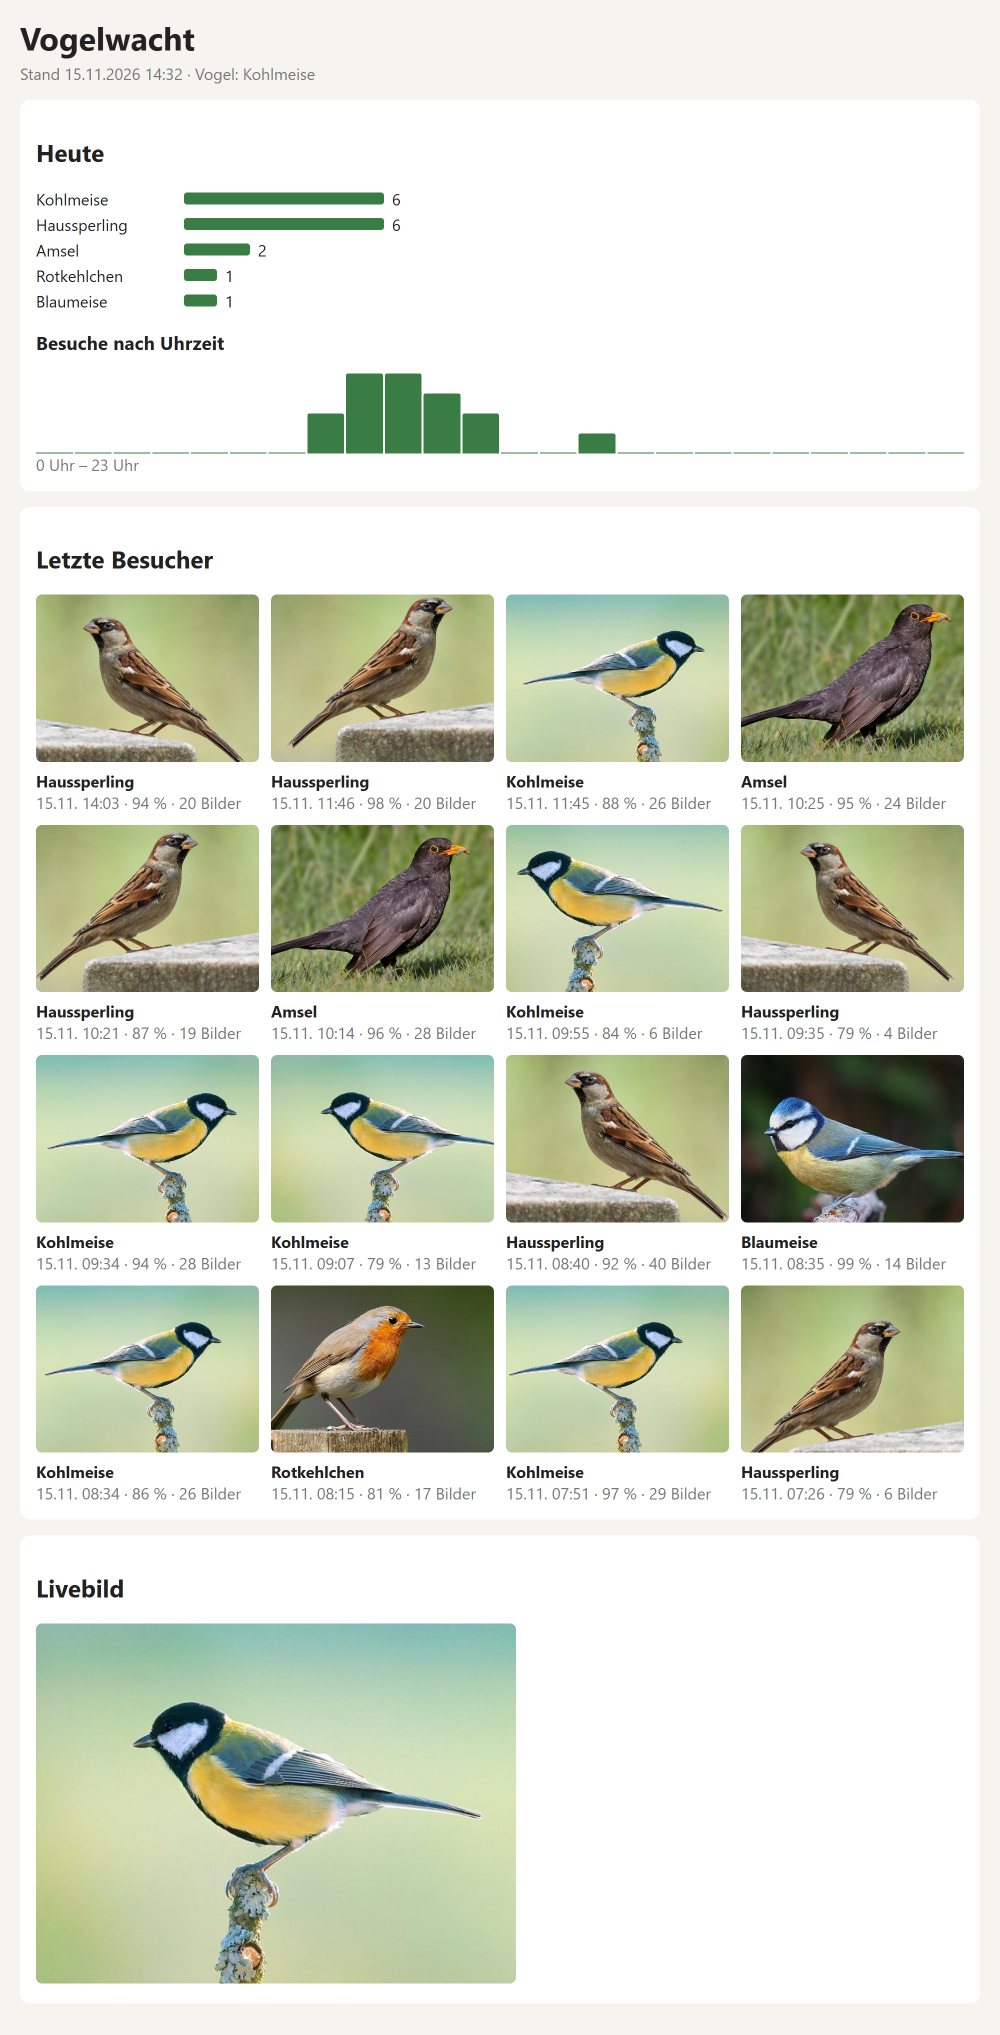 Vogelwacht
Stand 15.11.2026 14:32 · Vogel: Kohlmeise
Heute
Kohlmeise 6
Haussperling 6
Amsel 2
Rotkehlchen 1
Blaumeise 1
Besuche nach Uhrzeit
0 Uhr – 23 Uhr
Letzte Besucher
Haussperling
15.11. 14:03 · 94 % · 20 Bilder
Haussperling
15.11. 11:46 · 98 % · 20 Bilder
Kohlmeise
15.11. 11:45 · 88 % · 26 Bilder
Amsel
15.11. 10:25 · 95 % · 24 Bilder
Haussperling
15.11. 10:21 · 87 % · 19 Bilder
Amsel
15.11. 10:14 · 96 % · 28 Bilder
Kohlmeise
15.11. 09:55 · 84 % · 6 Bilder
Haussperling
15.11. 09:35 · 79 % · 4 Bilder
Kohlmeise
15.11. 09:34 · 94 % · 28 Bilder
Kohlmeise
15.11. 09:07 · 79 % · 13 Bilder
Haussperling
15.11. 08:40 · 92 % · 40 Bilder
Blaumeise
15.11. 08:35 · 99 % · 14 Bilder
Kohlmeise
15.11. 08:34 · 86 % · 26 Bilder
Rotkehlchen
15.11. 08:15 · 81 % · 17 Bilder
Kohlmeise
15.11. 07:51 · 97 % · 29 Bilder
Haussperling
15.11. 07:26 · 79 % · 6 Bilder
Livebild